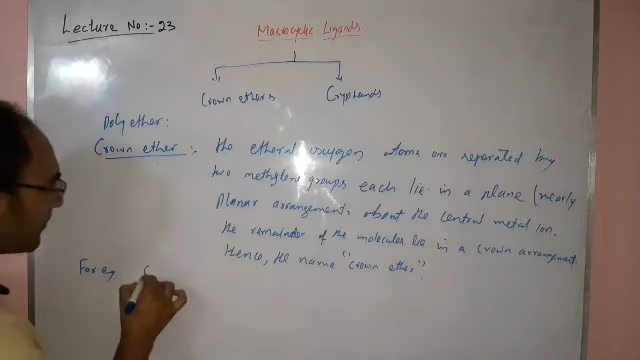 Lecture No:- 23
Macrocyclic Ligands
Crown ethers
Cryptands
Polyether:
Crown ether :- the etheral oxygen atoms are separated by
two methylene groups each lie in a plane (nearly
planar arrangements about the central metal ion.
the remainder of the molecules lie in a crown arrangement.
Hence, the name "crown ether".
For eg